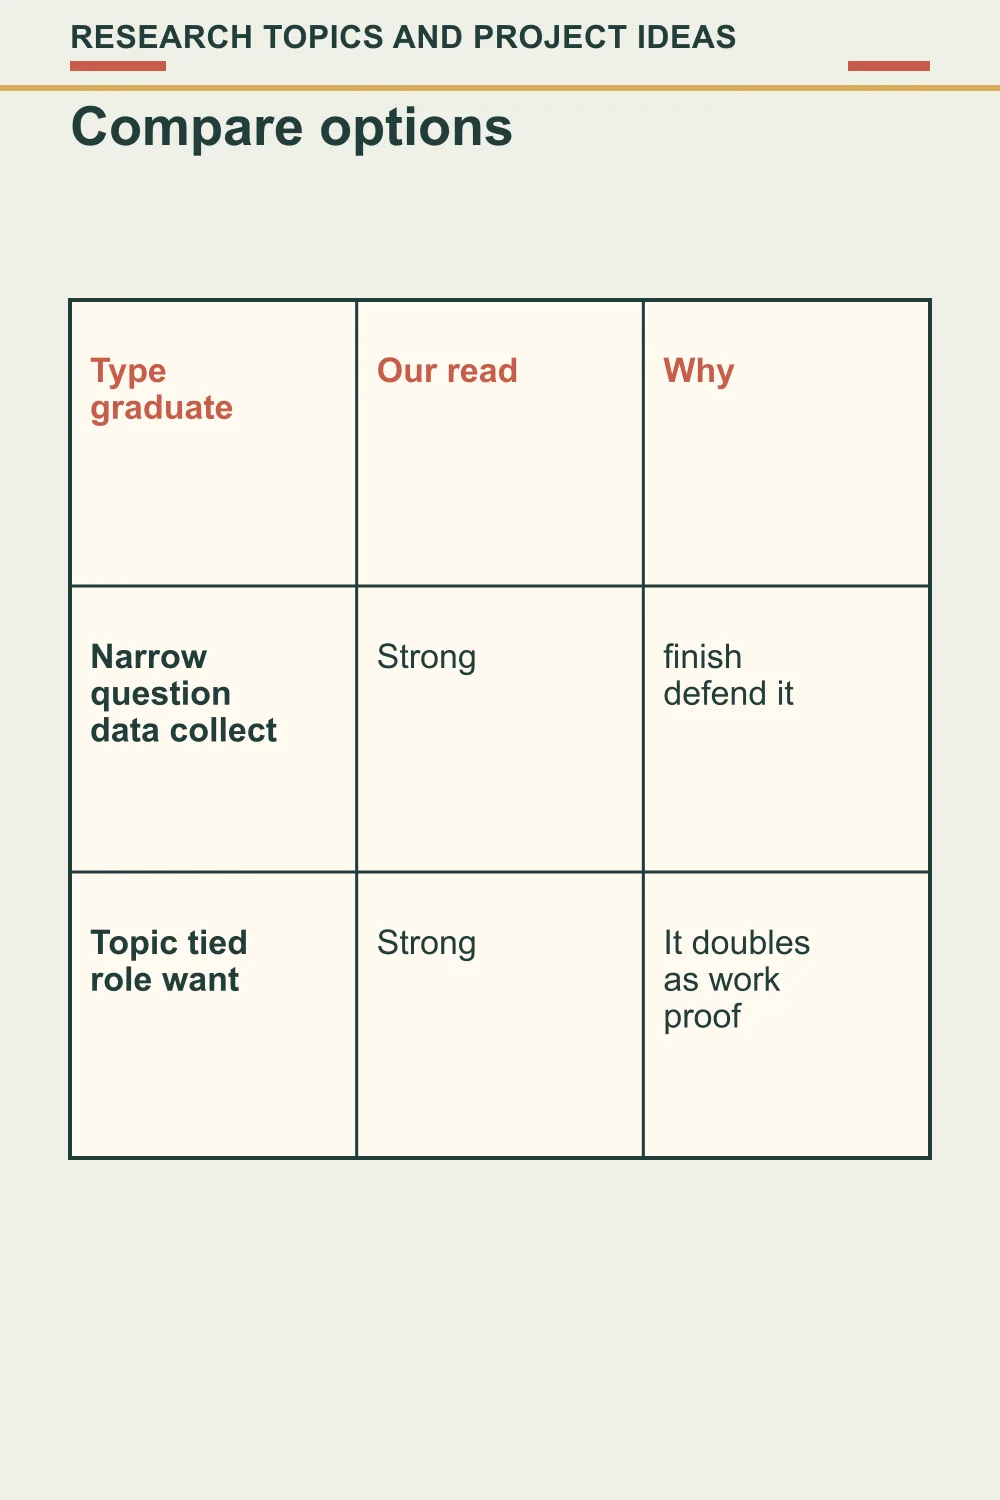 RESEARCH TOPICS AND PROJECT IDEAS
Compare options
Type
graduate
Our read
Why
Narrow
question
data collect
Strong
finish
defend it
Topic tied
role want
Strong
It doubles
as work
proof